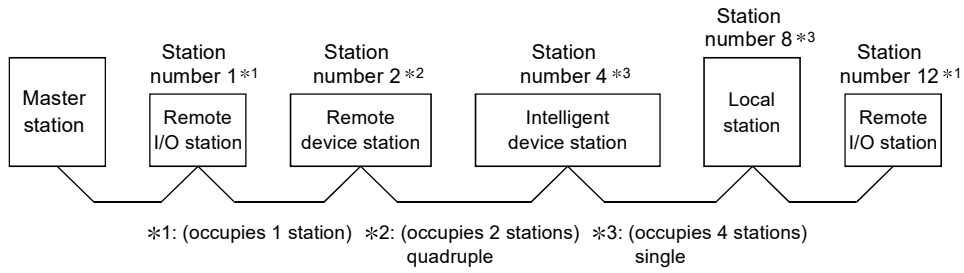 Master
station
Station
number 1 *1
Remote
I/O station
Station
number 2 *2
Remote
device station
Station
number 4 *3
Intelligent
device station
Station
number 8 *3
Local
station
Station
number 12 *1
Remote
I/O station
*1: (occupies 1 station) *2: (occupies 2 stations) *3: (occupies 4 stations)
quadruple single